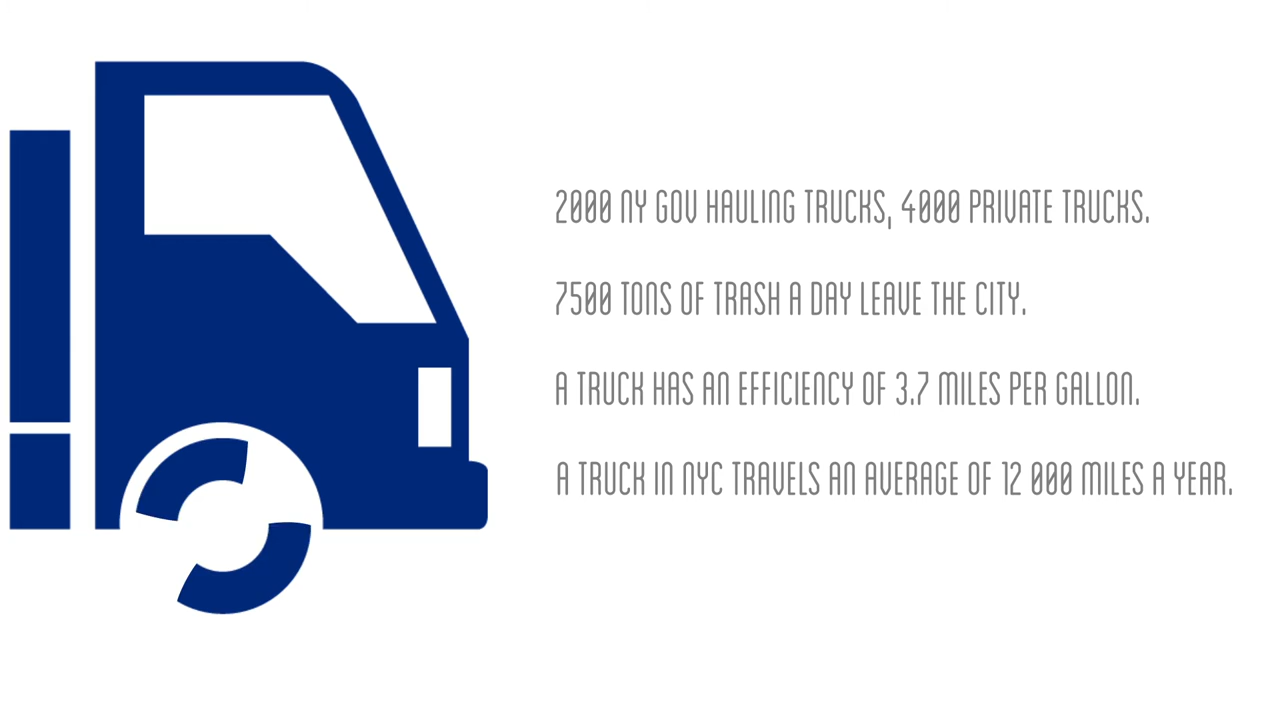 2000 NY GOV HAULING TRUCKS, 4000 PRIVATE TRUCKS.
7500 TONS OF TRASH A DAY LEAVE THE CITY.
A TRUCK HAS AN EFFICIENCY OF 3.7 MILES PER GALLON.
A TRUCK IN NYC TRAVELS AN AVERAGE OF 12 000 MILES A YEAR.